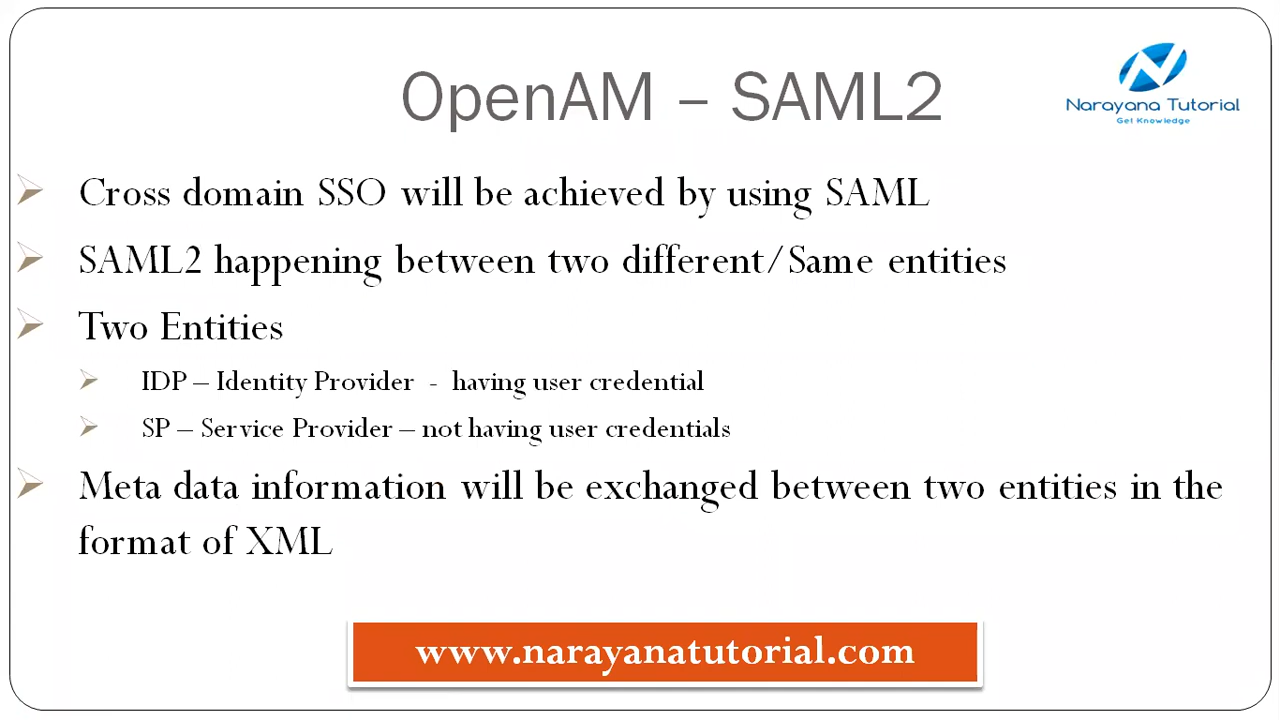 OpenAM – SAML2
Narayana Tutorial
Get Knowledge
Cross domain SSO will be achieved by using SAML
SAML2 happening between two different/Same entities
Two Entities
IDP – Identity Provider - having user credential
SP – Service Provider – not having user credentials
Meta data information will be exchanged between two entities in the
format of XML
www.narayanatutorial.com